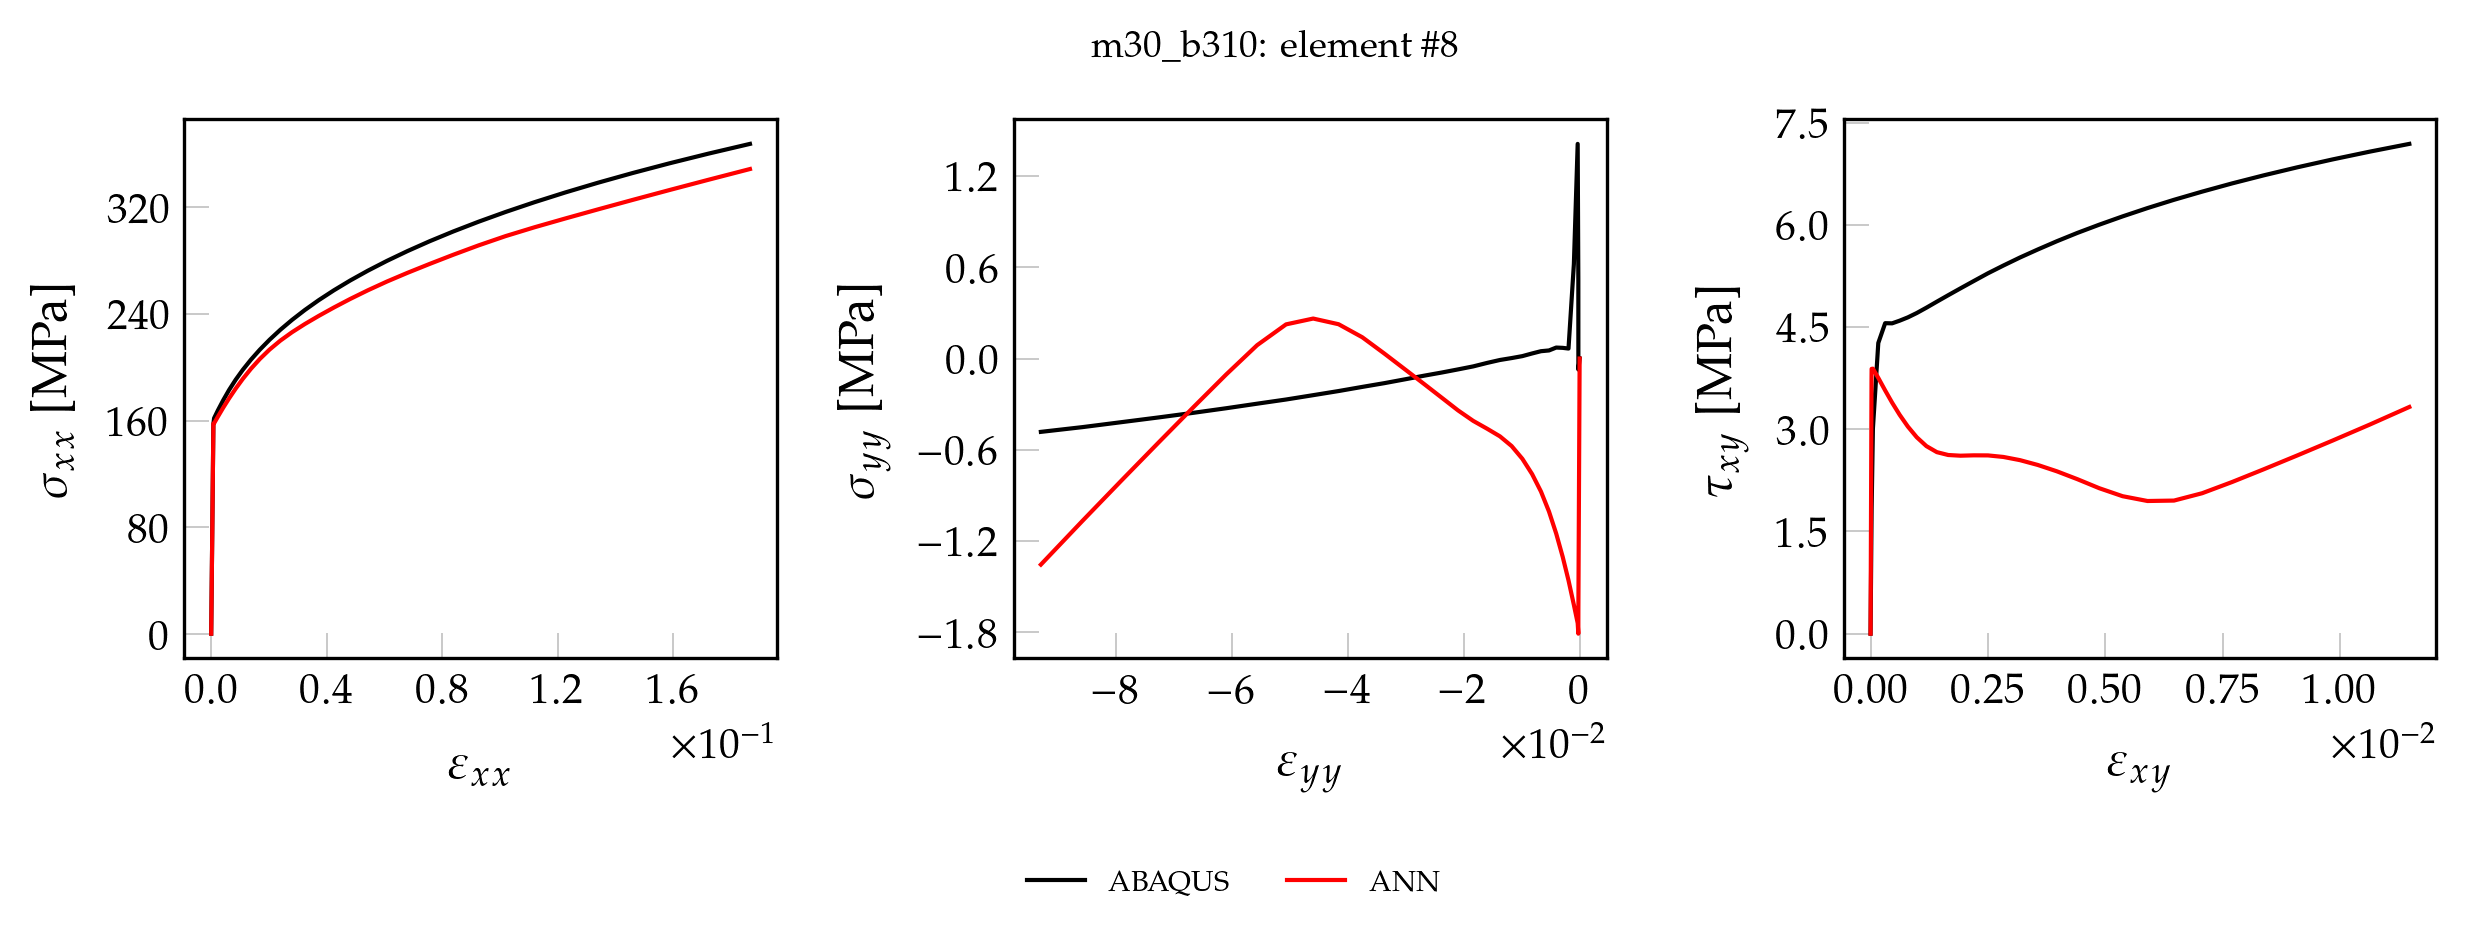 m30_b310: element #8
σxx [MPa]
320
240
160
80
0
0.0 0.4 0.8 1.2 1.6
×10−1
εxx
σyy [MPa]
1.2
0.6
0.0
−0.6
−1.2
−1.8
−8 −6 −4 −2 0
×10−2
εyy
τxy [MPa]
7.5
6.0
4.5
3.0
1.5
0.0
0.00 0.25 0.50 0.75 1.00
×10−2
εxy
ABAQUS ANN